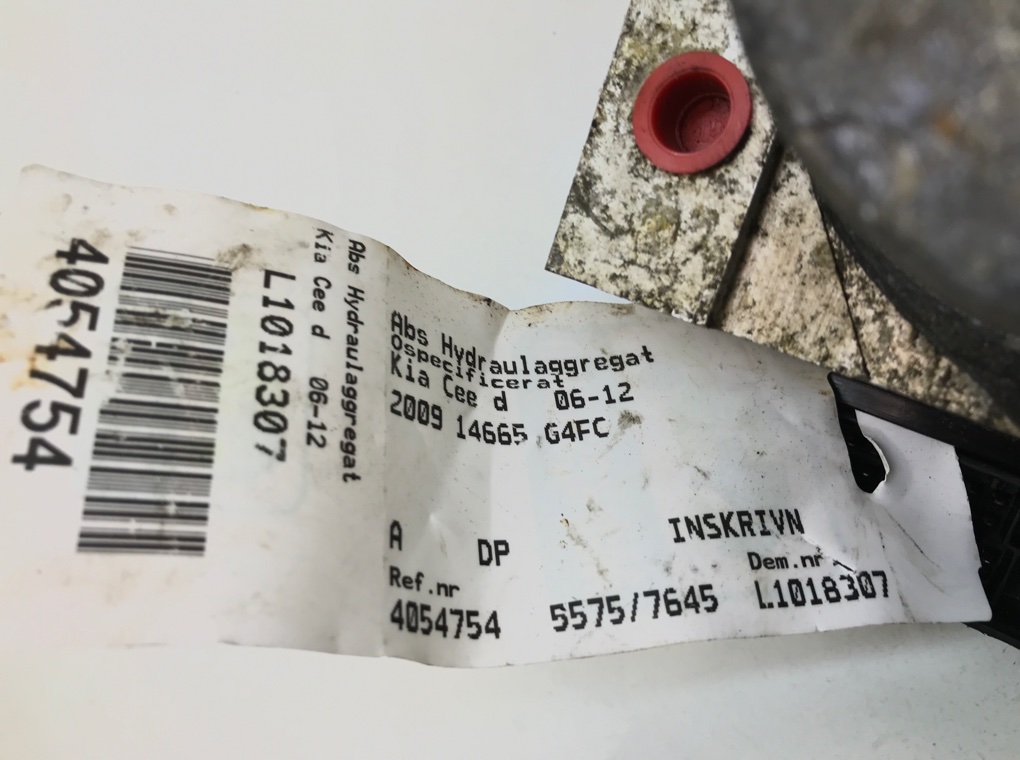 4054754
L1018307
Kia Cee d 06-12
Abs Hydraulaggregat
Abs Hydraulaggregat
Ospecificerat
Kia Cee d 06-12
2009 14665 G4FC
A DP INSKRIVN
Ref.nr Dem.nr
4054754 5575/7645 L1018307